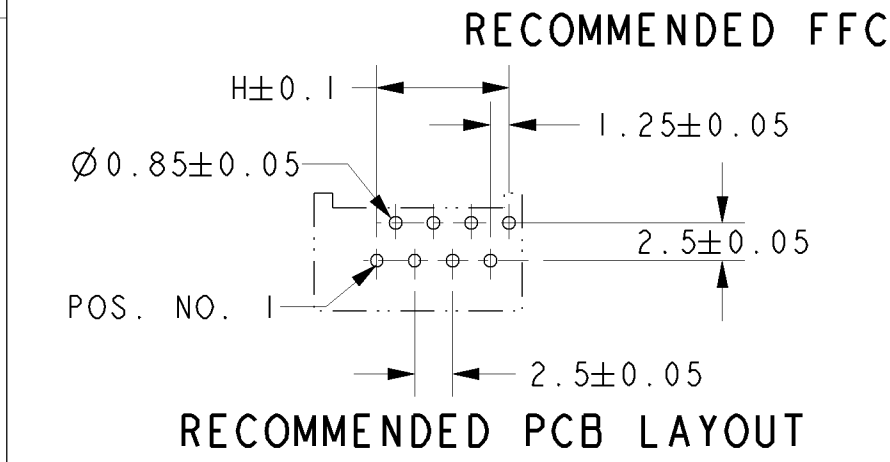 RECOMMENDED FFC
H±0.1
1.25±0.05
Ø0.85±0.05
2.5±0.05
POS. NO. 1
2.5±0.05
RECOMMENDED PCB LAYOUT